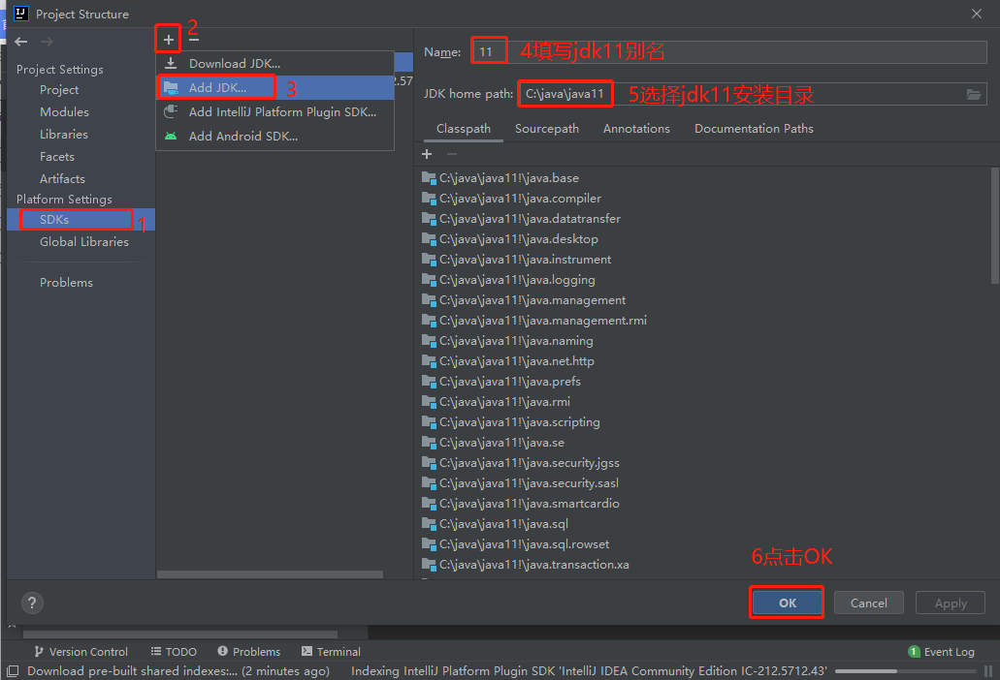 Project Structure
2
Name: 11 4填写jdk11别名
Download JDK...
Project Settings
Add JDK... 3
Project
JDK home path: C:\java\java11 5选择jdk11安装目录
Modules
Add IntelliJ Platform Plugin SDK...
Libraries
Add Android SDK...
Facets
Artifacts
Platform Settings
SDKs 1
Global Libraries
Problems
Classpath Sourcepath Annotations Documentation Paths
C:\java\java11!\java.base
C:\java\java11!\java.compiler
C:\java\java11!\java.datatransfer
C:\java\java11!\java.desktop
C:\java\java11!\java.instrument
C:\java\java11!\java.logging
C:\java\java11!\java.management
C:\java\java11!\java.management.rmi
C:\java\java11!\java.naming
C:\java\java11!\java.net.http
C:\java\java11!\java.prefs
C:\java\java11!\java.rmi
C:\java\java11!\java.scripting
C:\java\java11!\java.se
C:\java\java11!\java.security.jgss
C:\java\java11!\java.security.sasl
C:\java\java11!\java.smartcardio
C:\java\java11!\java.sql
C:\java\java11!\java.sql.rowset
C:\java\java11!\java.transaction.xa
6点击OK
? OK Cancel Apply
Version Control TODO Problems Terminal 1 Event Log
Download pre-built shared indexes:... (2 minutes ago) Indexing IntelliJ Platform Plugin SDK 'IntelliJ IDEA Community Edition IC-212.5712.43'